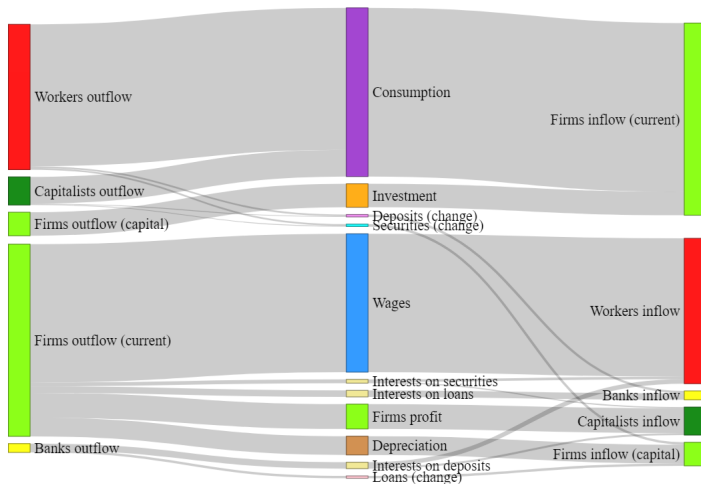 Workers outflow
Capitalists outflow
Firms outflow (capital)
Firms outflow (current)
Banks outflow
Consumption
Investment
Deposits (change)
Securities (change)
Wages
Interests on securities
Interests on loans
Firms profit
Depreciation
Interests on deposits
Loans (change)
Firms inflow (current)
Workers inflow
Banks inflow
Capitalists inflow
Firms inflow (capital)